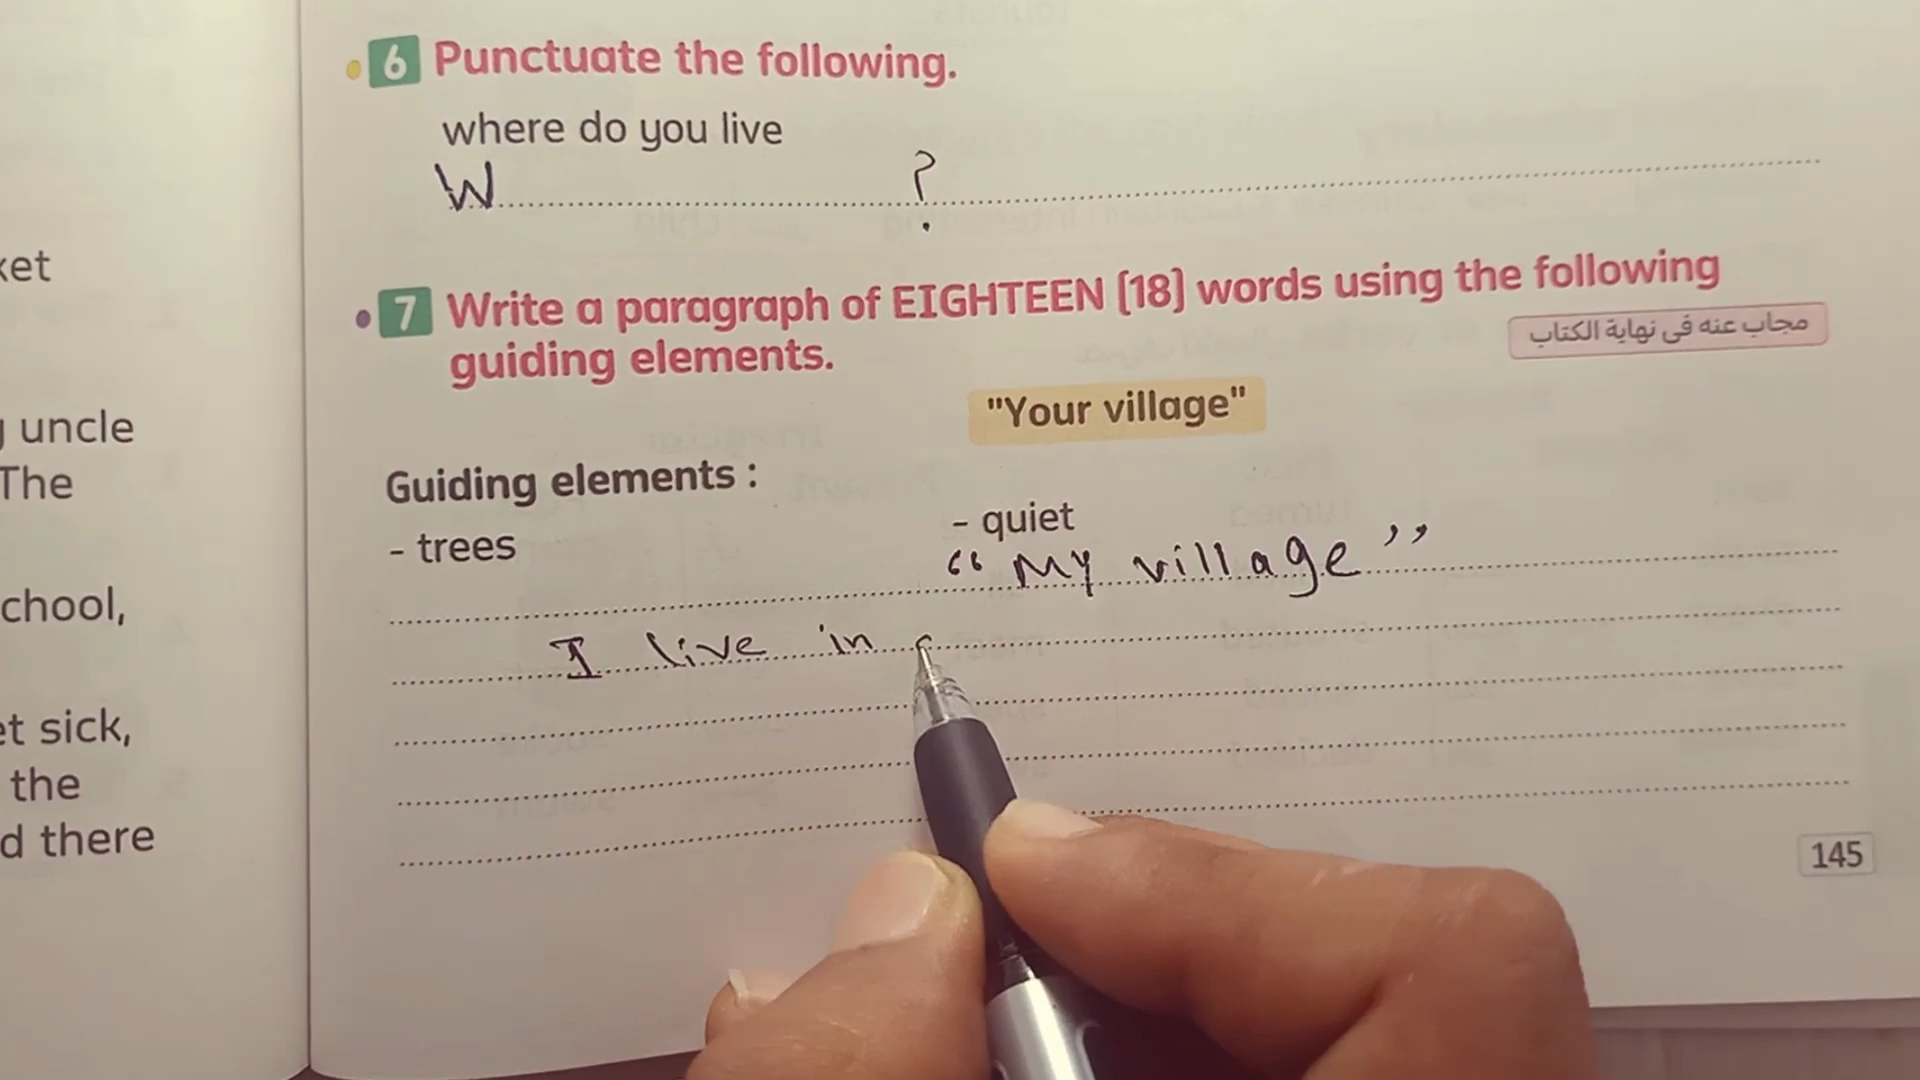 6 Punctuate the following.
where do you live
W ?
ket
7 Write a paragraph of EIGHTEEN (18) words using the following
guiding elements.
مجاب عنه فى نهاية الكتاب
"Your village"
uncle
Guiding elements :
The
- trees
- quiet
“ My village ”
chool,
I live in
et sick,
the
d there
145